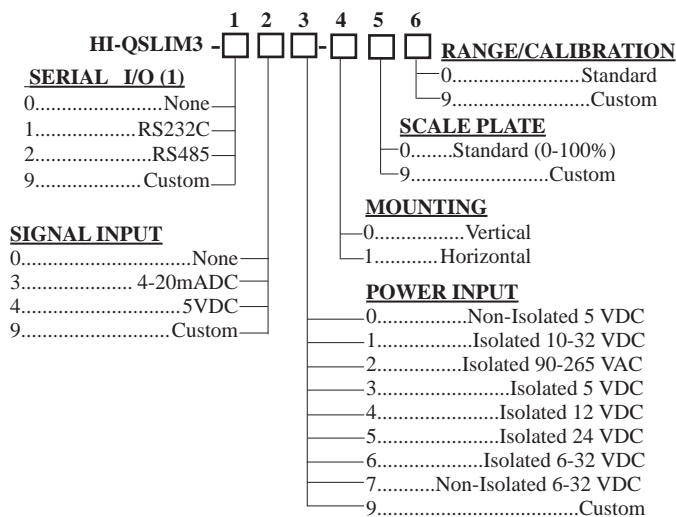 1 2 3 4 5 6
HI-QSLIM3 - -
SERIAL I/O (1)
0....................None
1................RS232C
2..................RS485
9.................Custom
SIGNAL INPUT
0.............................None
3................. 4-20mADC
4..........................5VDC
9.........................Custom
RANGE/CALIBRATION
0......................Standard
9........................Custom
SCALE PLATE
0........Standard (0-100%)
9..........................Custom
MOUNTING
0.................Vertical
1............Horizontal
POWER INPUT
0................Non-Isolated 5 VDC
1.................Isolated 10-32 VDC
2...............Isolated 90-265 VAC
3.......................Isolated 5 VDC
4.....................Isolated 12 VDC
5.....................Isolated 24 VDC
6...................Isolated 6-32 VDC
7...........Non-Isolated 6-32 VDC
9...................................Custom